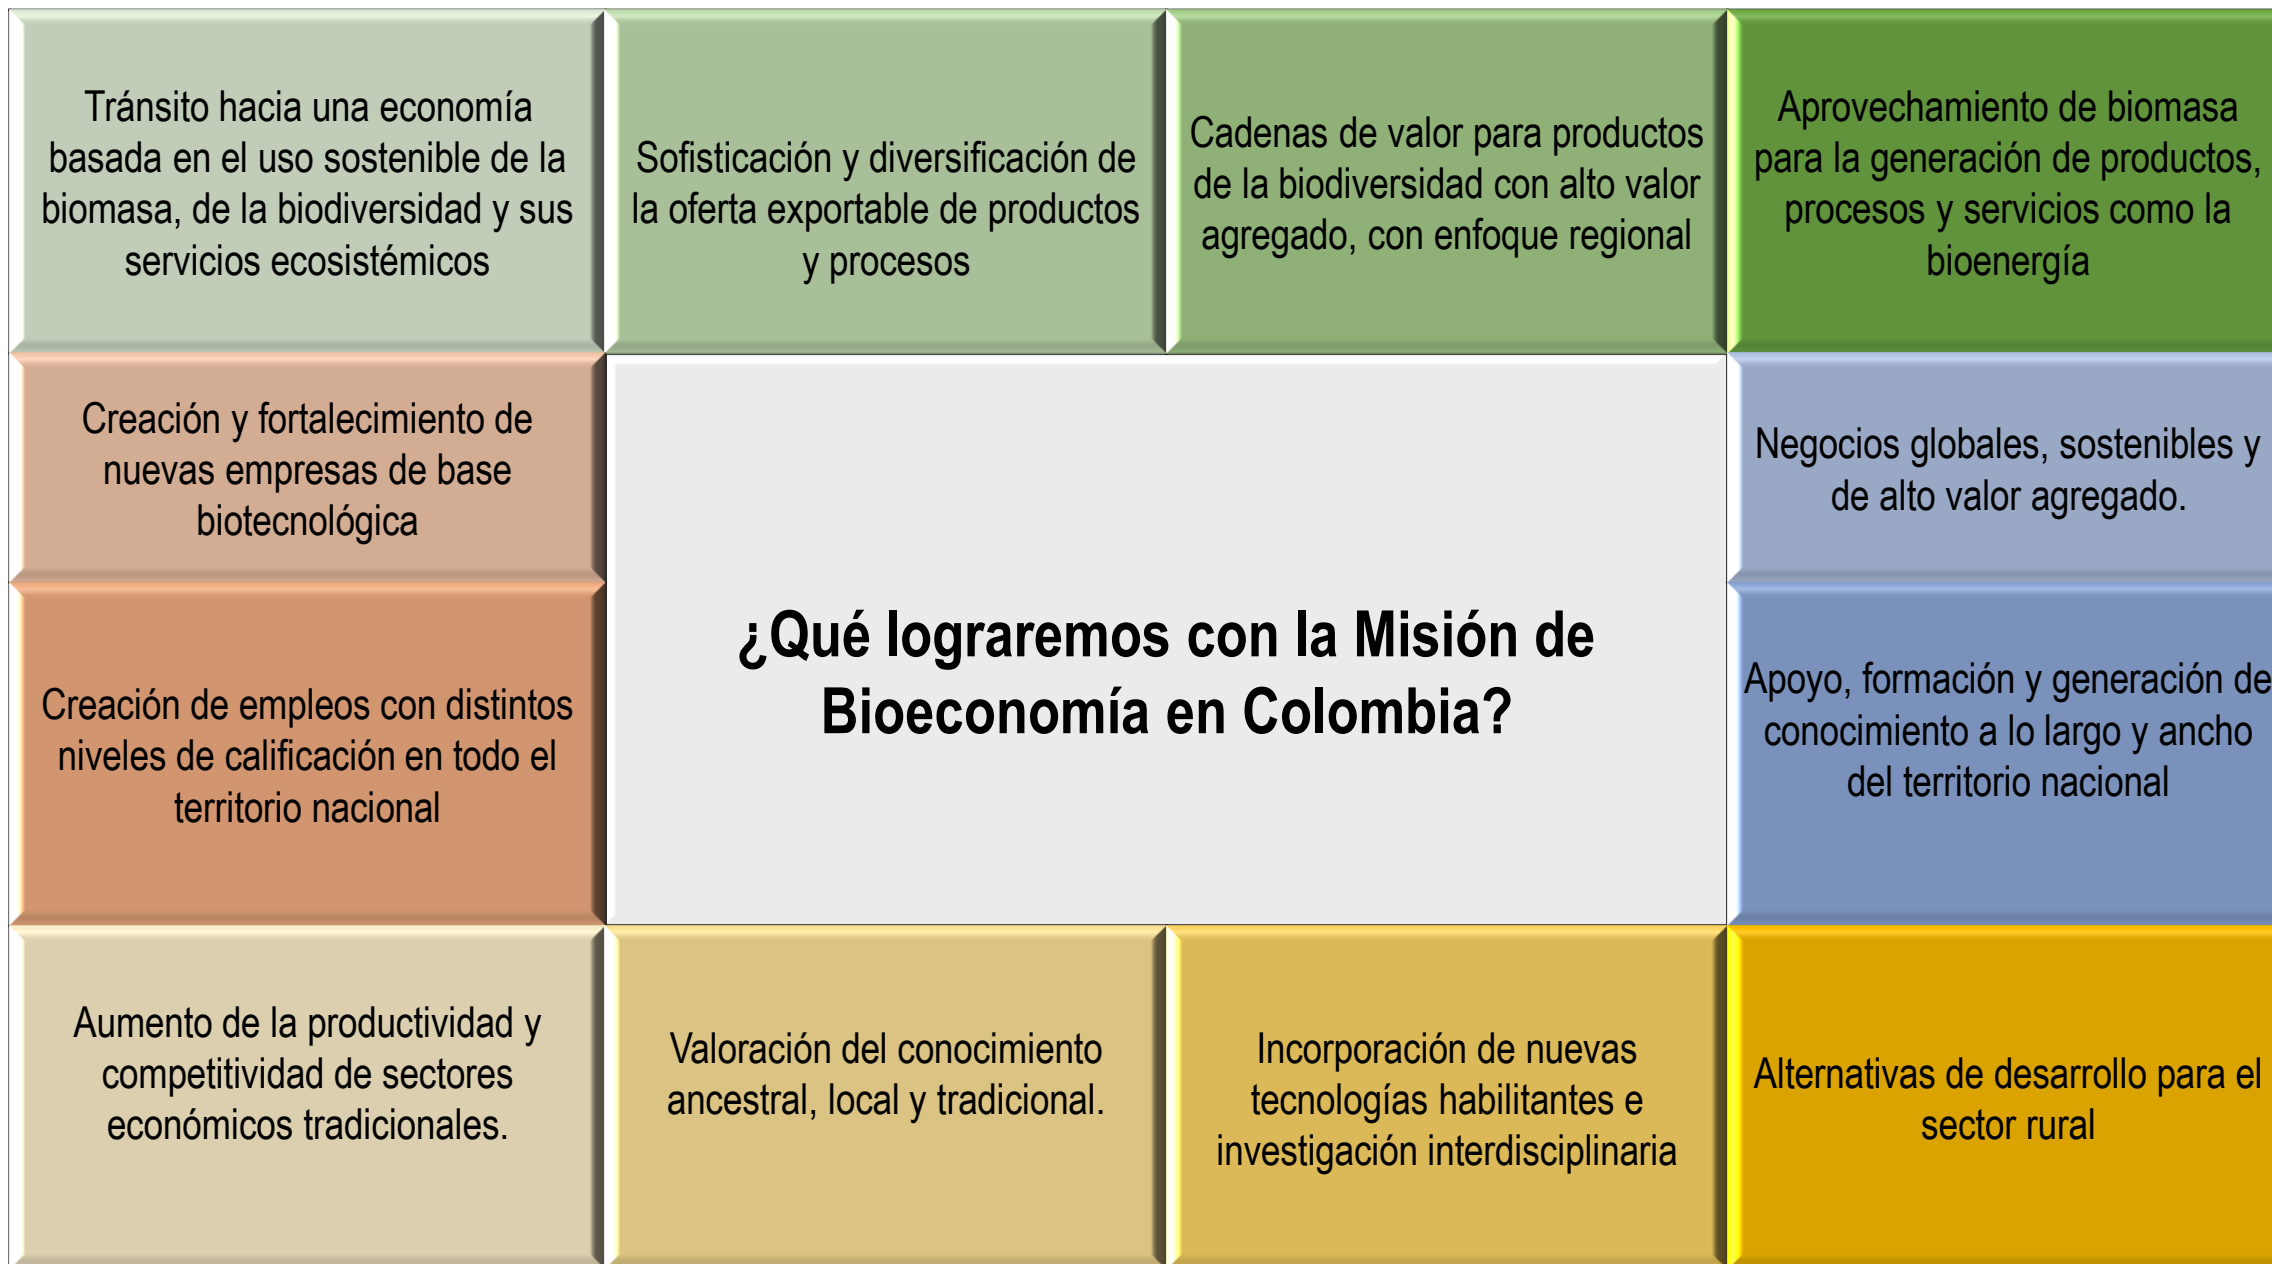 Tránsito hacia una economía
basada en el uso sostenible de la
biomasa, de la biodiversidad y sus
servicios ecosistémicos
Sofisticación y diversificación de
la oferta exportable de productos
y procesos
Cadenas de valor para productos
de la biodiversidad con alto valor
agregado, con enfoque regional
Aprovechamiento de biomasa
para la generación de productos,
procesos y servicios como la
bioenergía
Creación y fortalecimiento de
nuevas empresas de base
biotecnológica
¿Qué lograremos con la Misión de
Bioeconomía en Colombia?
Negocios globales, sostenibles y
de alto valor agregado.
Creación de empleos con distintos
niveles de calificación en todo el
territorio nacional
Apoyo, formación y generación de
conocimiento a lo largo y ancho
del territorio nacional
Aumento de la productividad y
competitividad de sectores
económicos tradicionales.
Valoración del conocimiento
ancestral, local y tradicional.
Incorporación de nuevas
tecnologías habilitantes e
investigación interdisciplinaria
Alternativas de desarrollo para el
sector rural